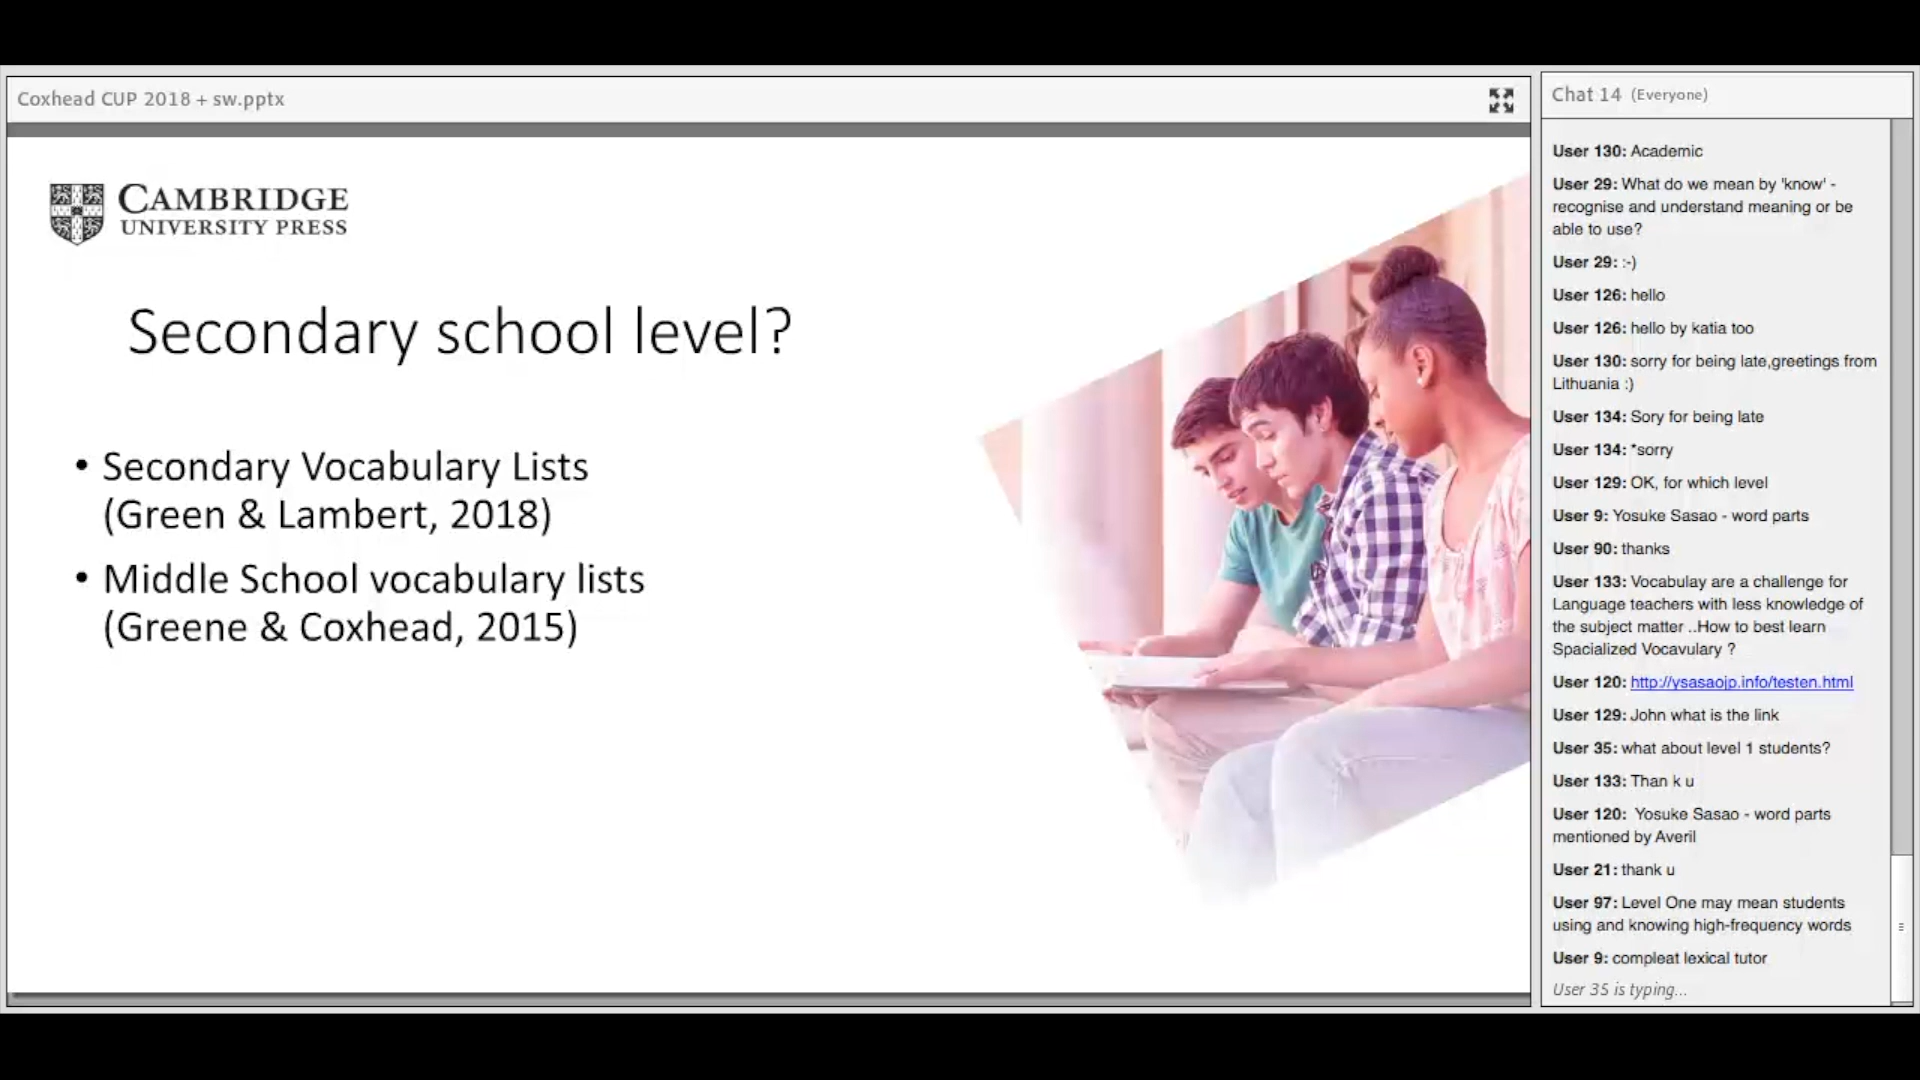 Coxhead CUP 2018 + sw.pptx
CAMBRIDGE
UNIVERSITY PRESS
Secondary school level?
• Secondary Vocabulary Lists
(Green & Lambert, 2018)
• Middle School vocabulary lists
(Greene & Coxhead, 2015)
Chat 14 (Everyone)
User 130: Academic
User 29: What do we mean by 'know' -
recognise and understand meaning or be
able to use?
User 29: :-)
User 126: hello
User 126: hello by katia too
User 130: sorry for being late,greetings from
Lithuania :)
User 134: Sory for being late
User 134: *sorry
User 129: OK, for which level
User 9: Yosuke Sasao - word parts
User 90: thanks
User 133: Vocabulay are a challenge for
Language teachers with less knowledge of
the subject matter ..How to best learn
Spacialized Vocavulary ?
User 120: http://ysasaojp.info/testen.html
User 129: John what is the link
User 35: what about level 1 students?
User 133: Than k u
User 120: Yosuke Sasao - word parts
mentioned by Averil
User 21: thank u
User 97: Level One may mean students
using and knowing high-frequency words
User 9: compleat lexical tutor
User 35 is typing...